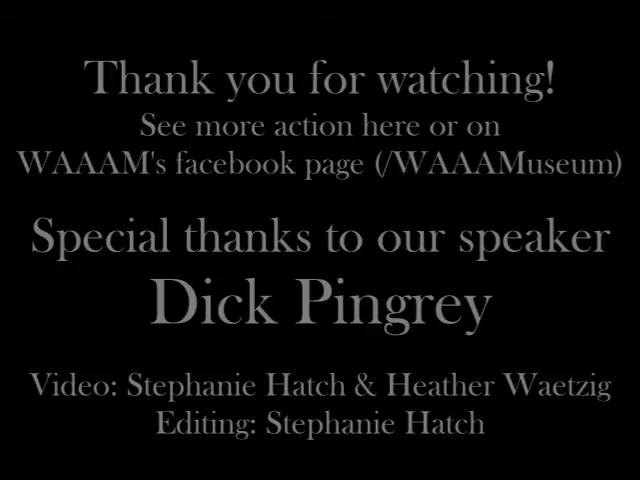 Thank you for watching!
See more action here or on
WAAAM's facebook page (/WAAAMuseum)
Special thanks to our speaker
Dick Pingrey
Video: Stephanie Hatch & Heather Waetzig
Editing: Stephanie Hatch